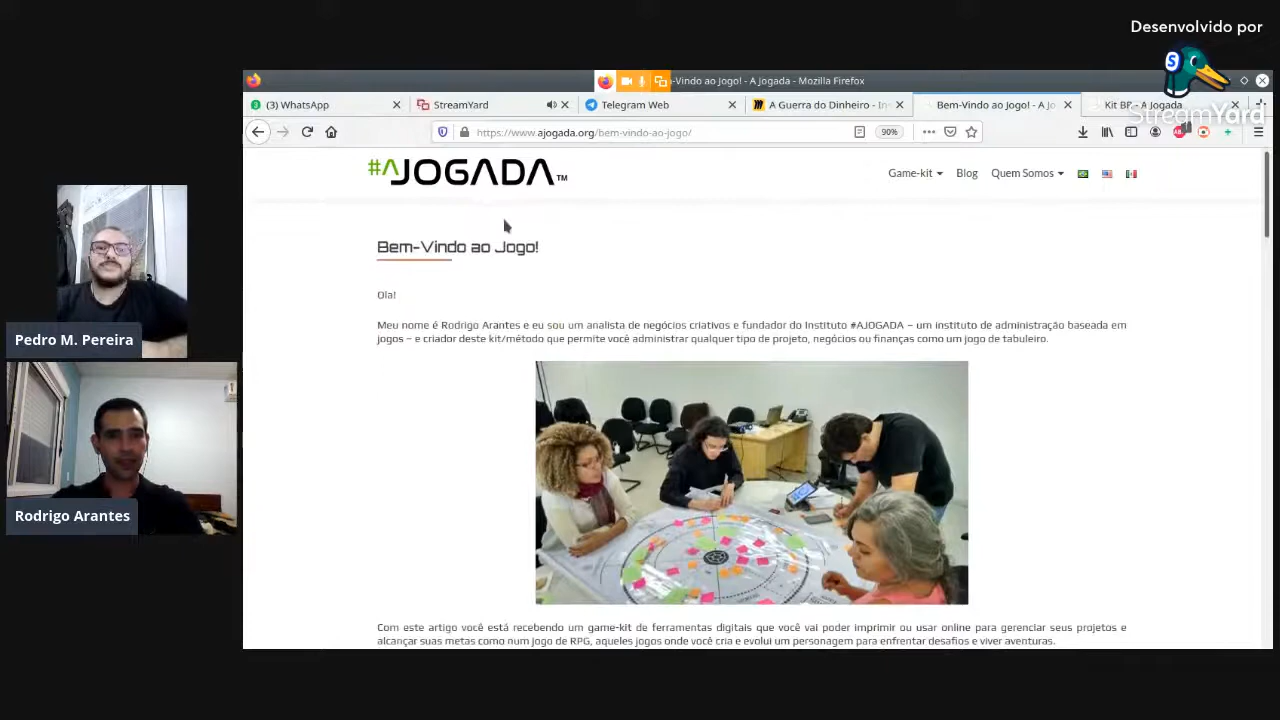 Desenvolvido por
StreamYard
-Vindo ao Jogo! - A Jogada - Mozilla Firefox
(3) WhatsApp
StreamYard
Telegram Web
A Guerra do Dinheiro - In
Bem-Vindo ao Jogo! - A Jo
Kit BP - A Jogada
https://www.ajogada.org/bem-vindo-ao-jogo/
90%
#AJOGADA™
Game-kit
Blog
Quem Somos
Bem-Vindo ao Jogo!
Ola!
Meu nome é Rodrigo Arantes e eu sou um analista de negócios criativos e fundador do Instituto #AJOGADA – um instituto de administração baseada em
jogos – e criador deste kit/método que permite você administrar qualquer tipo de projeto, negócios ou finanças como um jogo de tabuleiro.
Pedro M. Pereira
Rodrigo Arantes
Com este artigo você está recebendo um game-kit de ferramentas digitais que você vai poder imprimir ou usar online para gerenciar seus projetos e
alcançar suas metas como num jogo de RPG, aqueles jogos onde você cria e evolui um personagem para enfrentar desafios e viver aventuras.